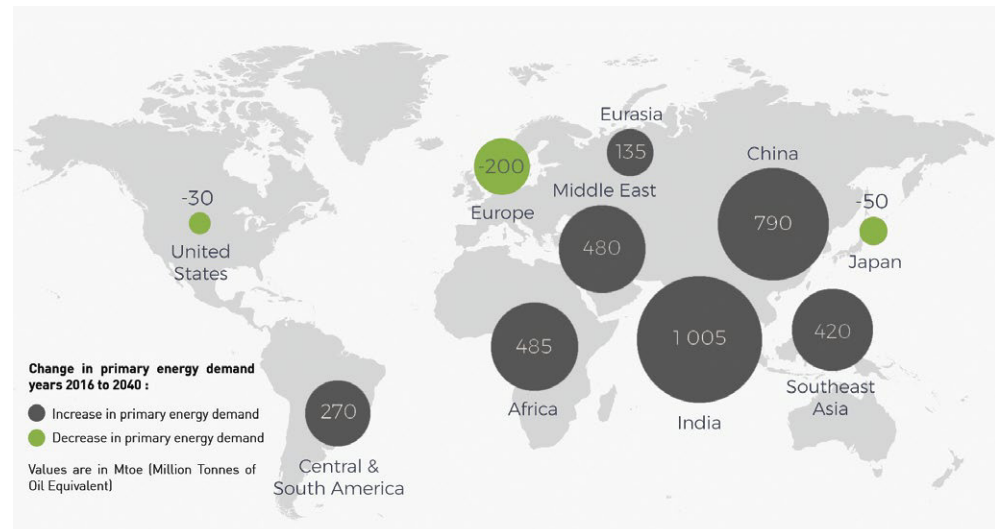 Eurasia
135
China
790
-200
Europe
Middle East
480
-30
United
States
-50
Japan
485
Africa
1 005
India
420
Southeast
Asia
270
Central &
South America
Change in primary energy demand
years 2016 to 2040 :
Increase in primary energy demand
Decrease in primary energy demand
Values are in Mtoe (Million Tonnes of
Oil Equivalent)